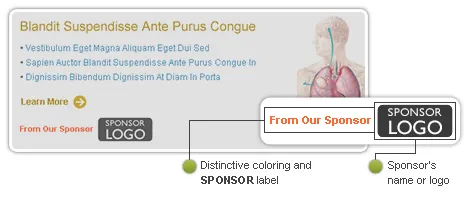 Blandit Suspendisse Ante Purus Congue
• Vestibulum Eget Magna Aliquam Eget Dui Sed
• Sapien Auctor Blandit Suspendisse Ante Purus Congue In
• Dignissim Bibendum Dignissim At Diam In Porta
Learn More
From Our Sponsor
SPONSOR
LOGO
From Our Sponsor
SPONSOR
LOGO
Distinctive coloring and
SPONSOR label
Sponsor's
name or logo